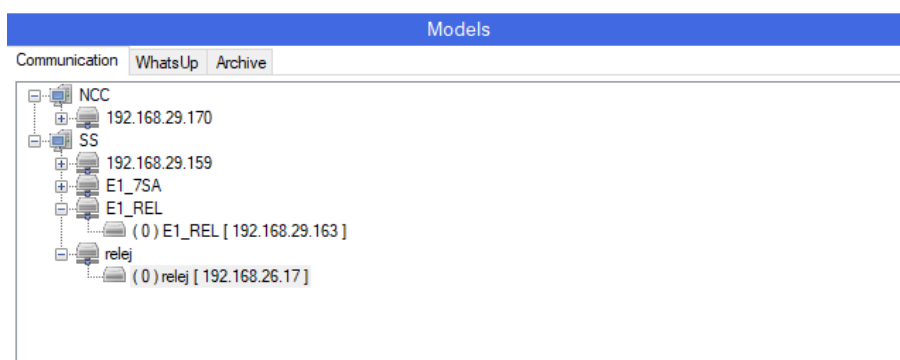 Models
Communication WhatsUp Archive
NCC
192.168.29.170
SS
192.168.29.159
E1_7SA
E1_REL
( 0 ) E1_REL [ 192.168.29.163 ]
relej
( 0 ) relej [ 192.168.26.17 ]